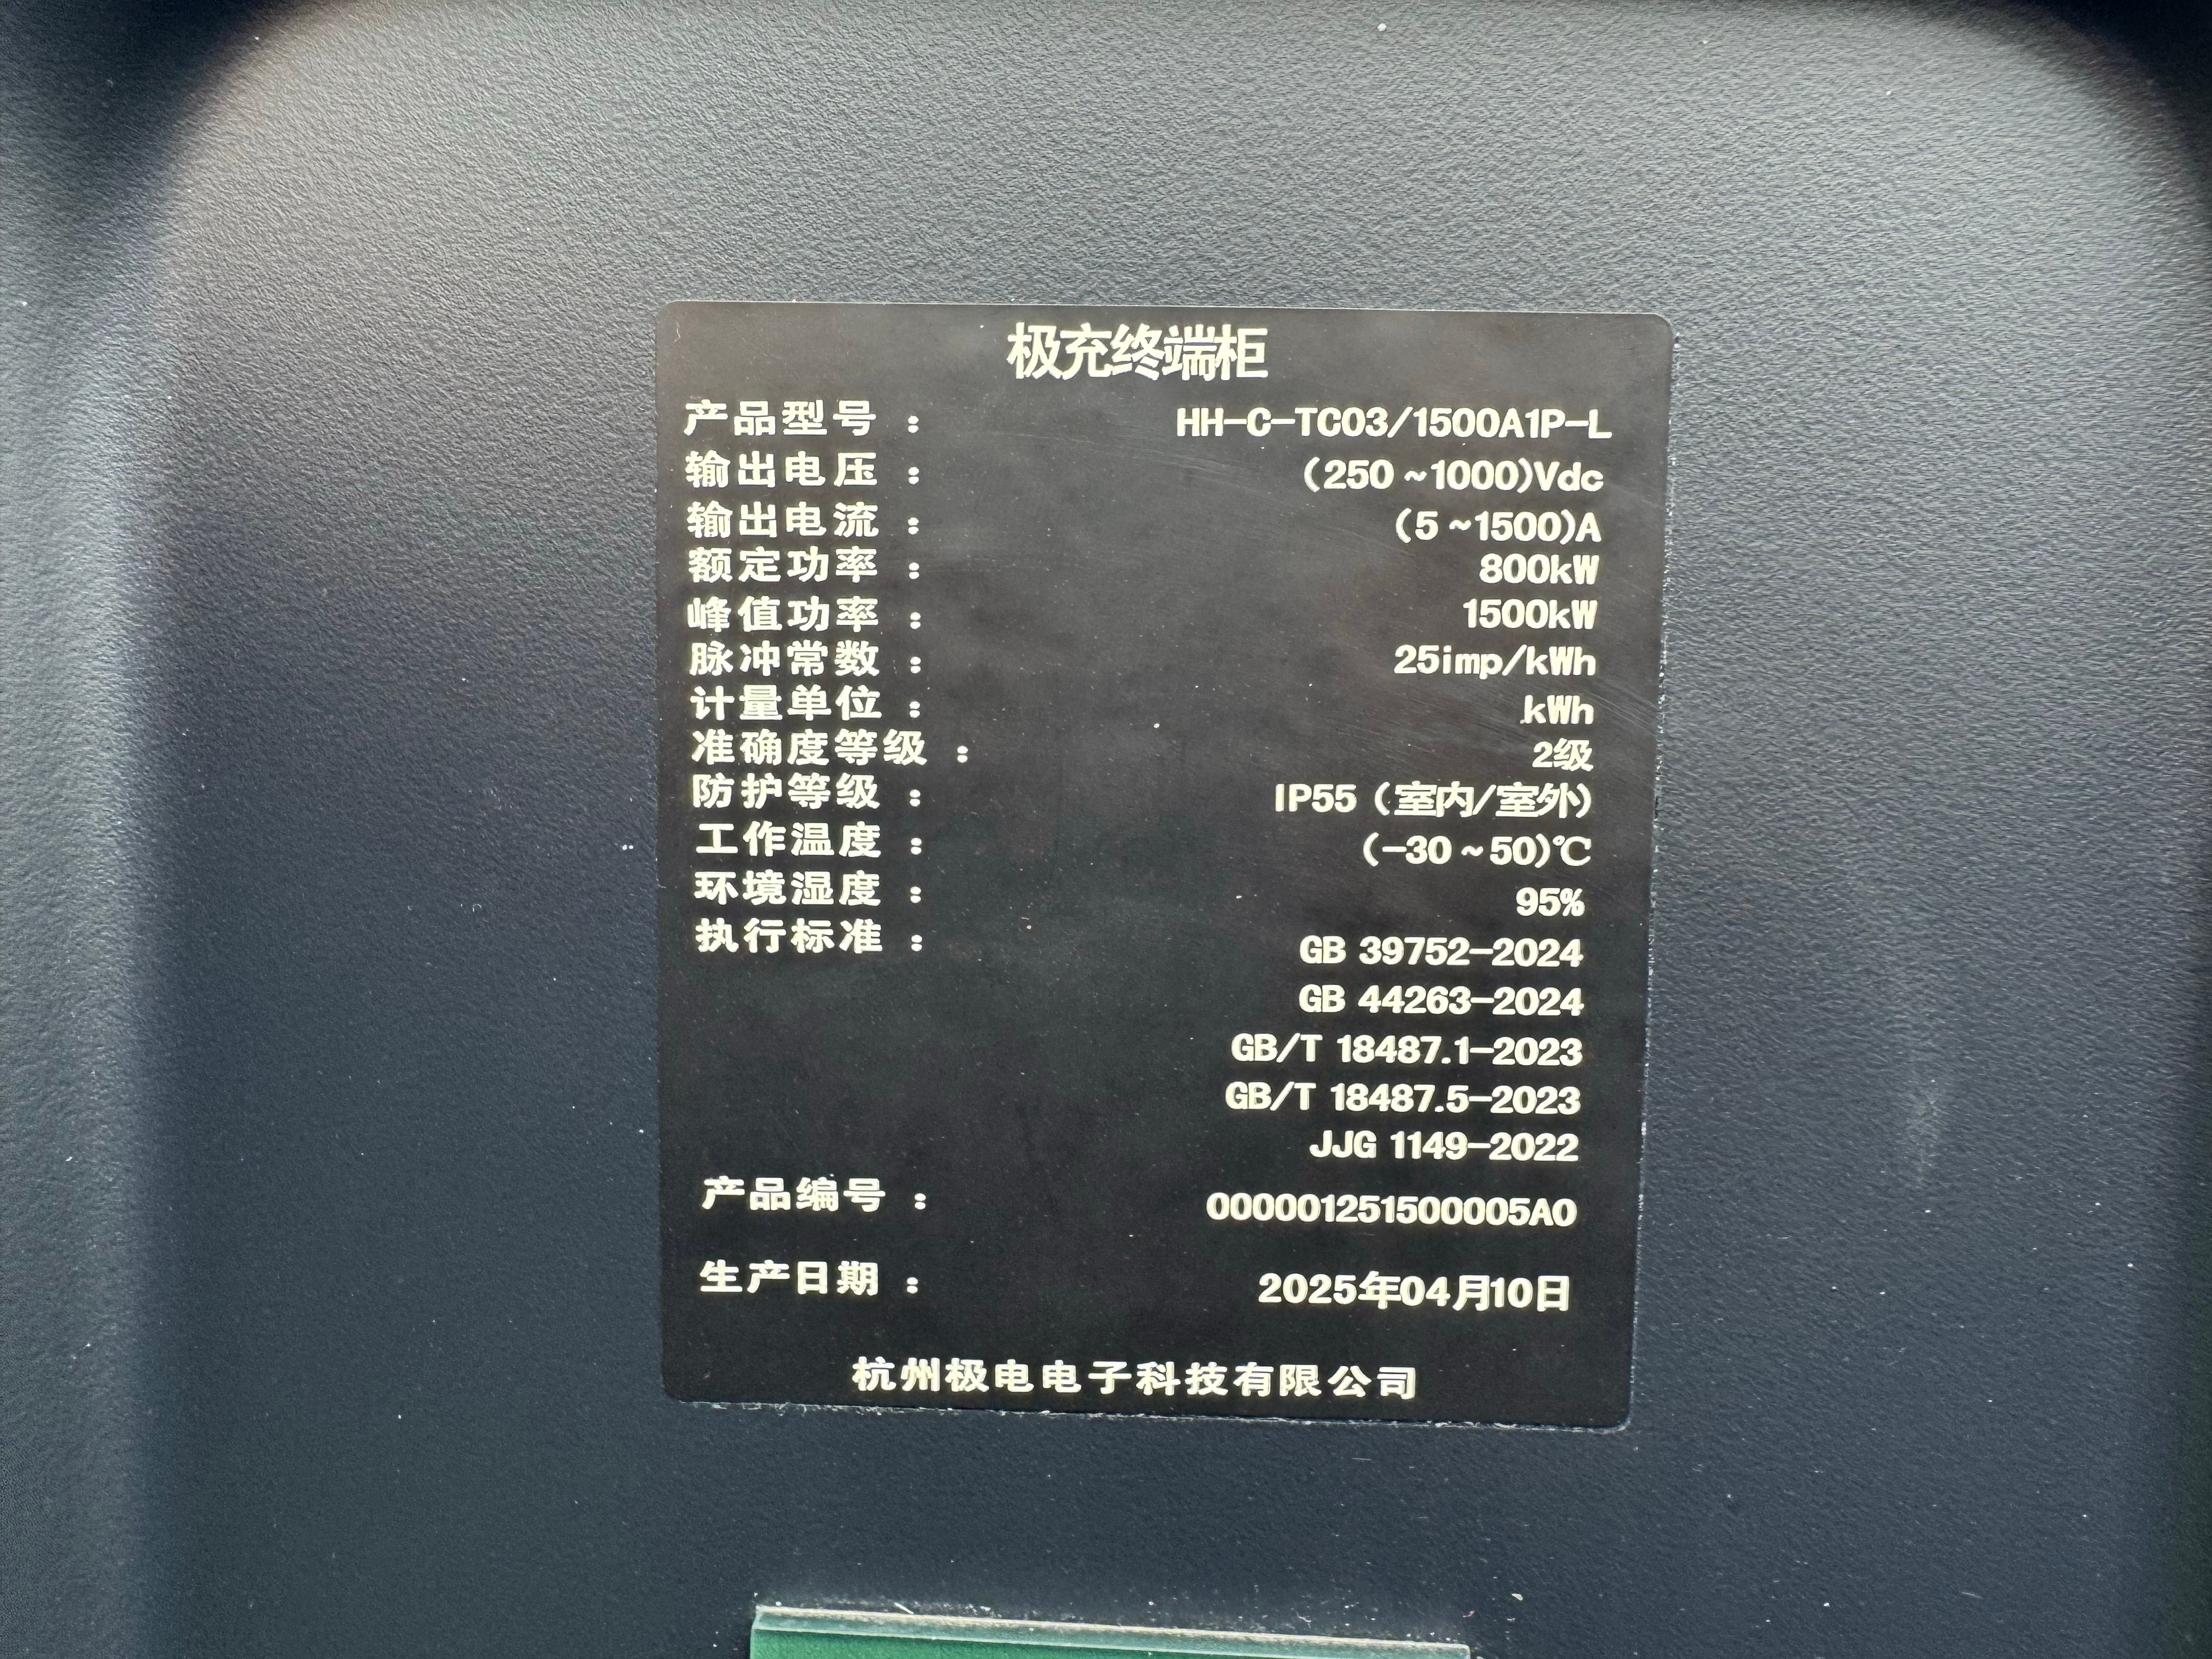 极充终端柜
产品型号： HH-C-TC03/1500A1P-L
输出电压： (250~1000)Vdc
输出电流： (5~1500)A
额定功率： 800kW
峰值功率： 1500kW
脉冲常数： 25imp/kWh
计量单位： kWh
准确度等级： 2级
防护等级： IP55（室内/室外）
工作温度： (-30~50)℃
环境湿度： 95%
执行标准： GB 39752-2024
GB 44263-2024
GB/T 18487.1-2023
GB/T 18487.5-2023
JJG 1149-2022
产品编号： 000001251500005A0
生产日期： 2025年04月10日
杭州极电电子科技有限公司